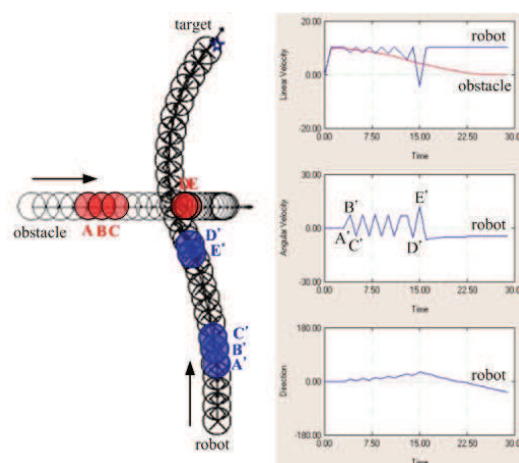 target
obstacle
A B C
DE
D'
E'
C'
B'
A'
robot
20.00
0.00
-20.00
Linear Velocity
robot
obstacle
0.00 7.50 15.00 22.50 30.00
Time
30.00
0.00
-30.00
Angular Velocity
B'
E'
A'
C'
D'
robot
0.00 7.50 15.00 22.50 30.00
Time
180.00
0.00
-180.00
Direction
robot
0.00 7.50 15.00 22.50 30.00
Time